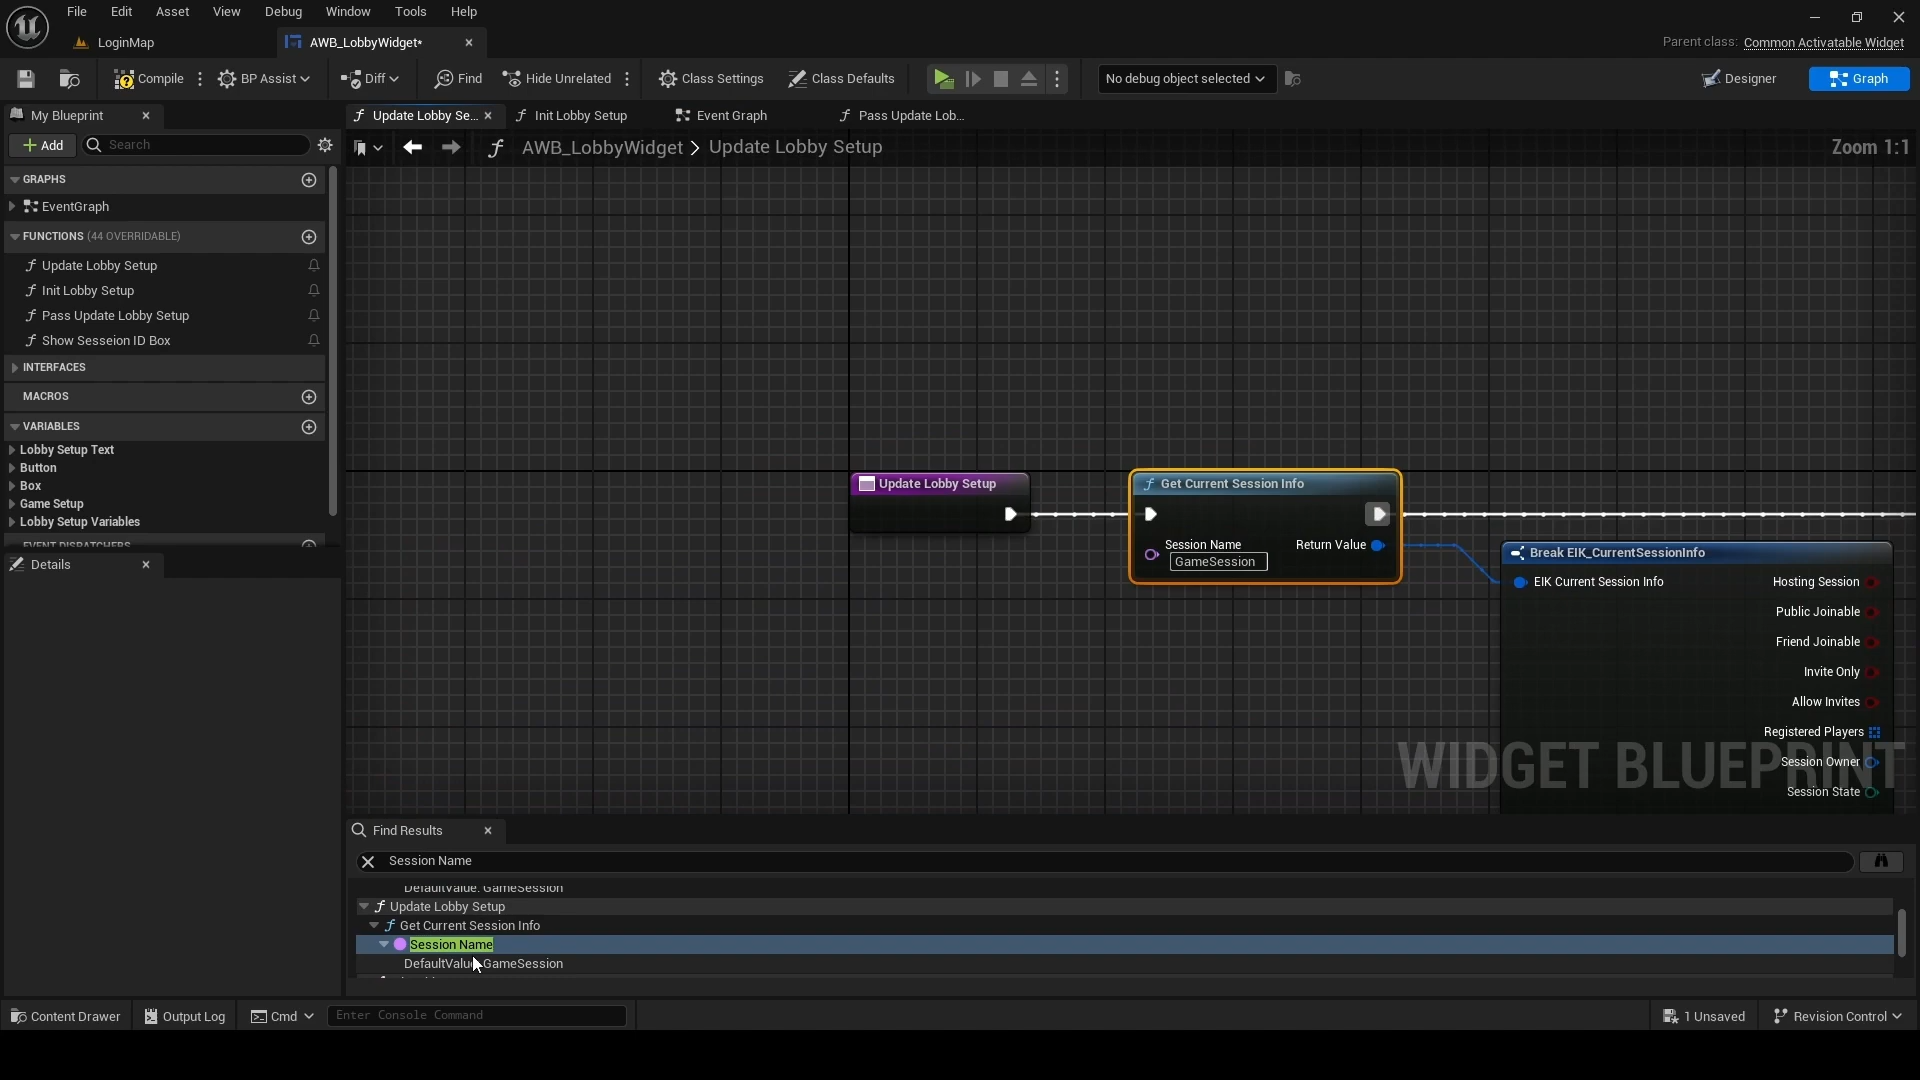 File Edit Asset View Debug Window Tools Help
LoginMap AWB_LobbyWidget* Parent class: Common Activatable Widget
Compile BP Assist Diff Find Hide Unrelated Class Settings Class Defaults No debug object selected Designer Graph
My Blueprint Update Lobby Se... Init Lobby Setup Event Graph Pass Update Lob...
Add Search AWB_LobbyWidget > Update Lobby Setup Zoom 1:1
GRAPHS
EventGraph
FUNCTIONS (44 OVERRIDABLE)
Update Lobby Setup
Init Lobby Setup
Pass Update Lobby Setup
Show Sesseion ID Box
INTERFACES
MACROS
VARIABLES
Lobby Setup Text
Button
Box
Game Setup
Lobby Setup Variables
EVENT DISPATCHERS
Details
Update Lobby Setup
Get Current Session Info
Session Name Return Value
GameSession
Break EIK_CurrentSessionInfo
EIK Current Session Info Hosting Session
Public Joinable
Friend Joinable
Invite Only
Allow Invites
Registered Players
Session Owner
Session State
WIDGET BLUEPRINT
Find Results
Session Name
DefaultValue: GameSession
Update Lobby Setup
Get Current Session Info
Session Name
DefaultValue GameSession
Content Drawer Output Log Cmd Enter Console Command 1 Unsaved Revision Control